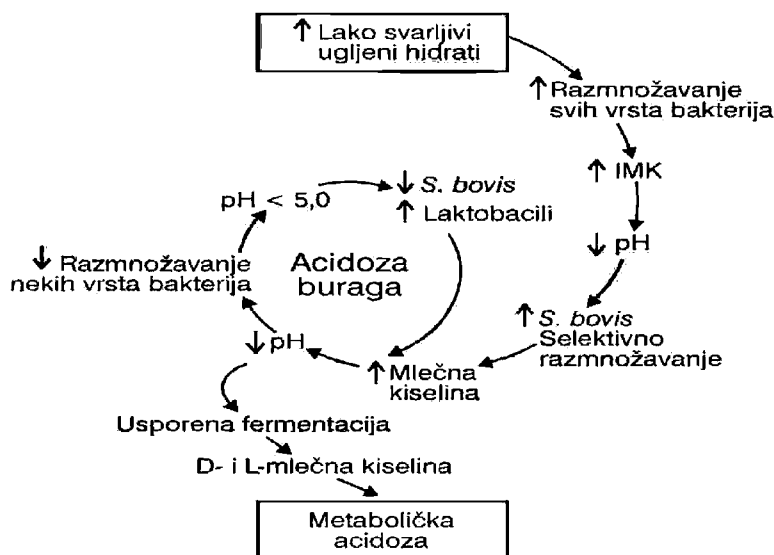 ↑ Lako svarljivi
ugljeni hidrati
↑ Razmnožavanje
svih vrsta bakterija
↑ IMK
↓ pH
↑ S. bovis
Selektivno
razmnožavanje
↑ Mlečna
kiselina
↓ pH
↓ Razmnožavanje
nekih vrsta bakterija
pH < 5,0
↓ S. bovis
↑ Laktobacili
Acidoza
buraga
Usporena fermentacija
D- i L-mlečna kiselina
Metabolička
acidoza